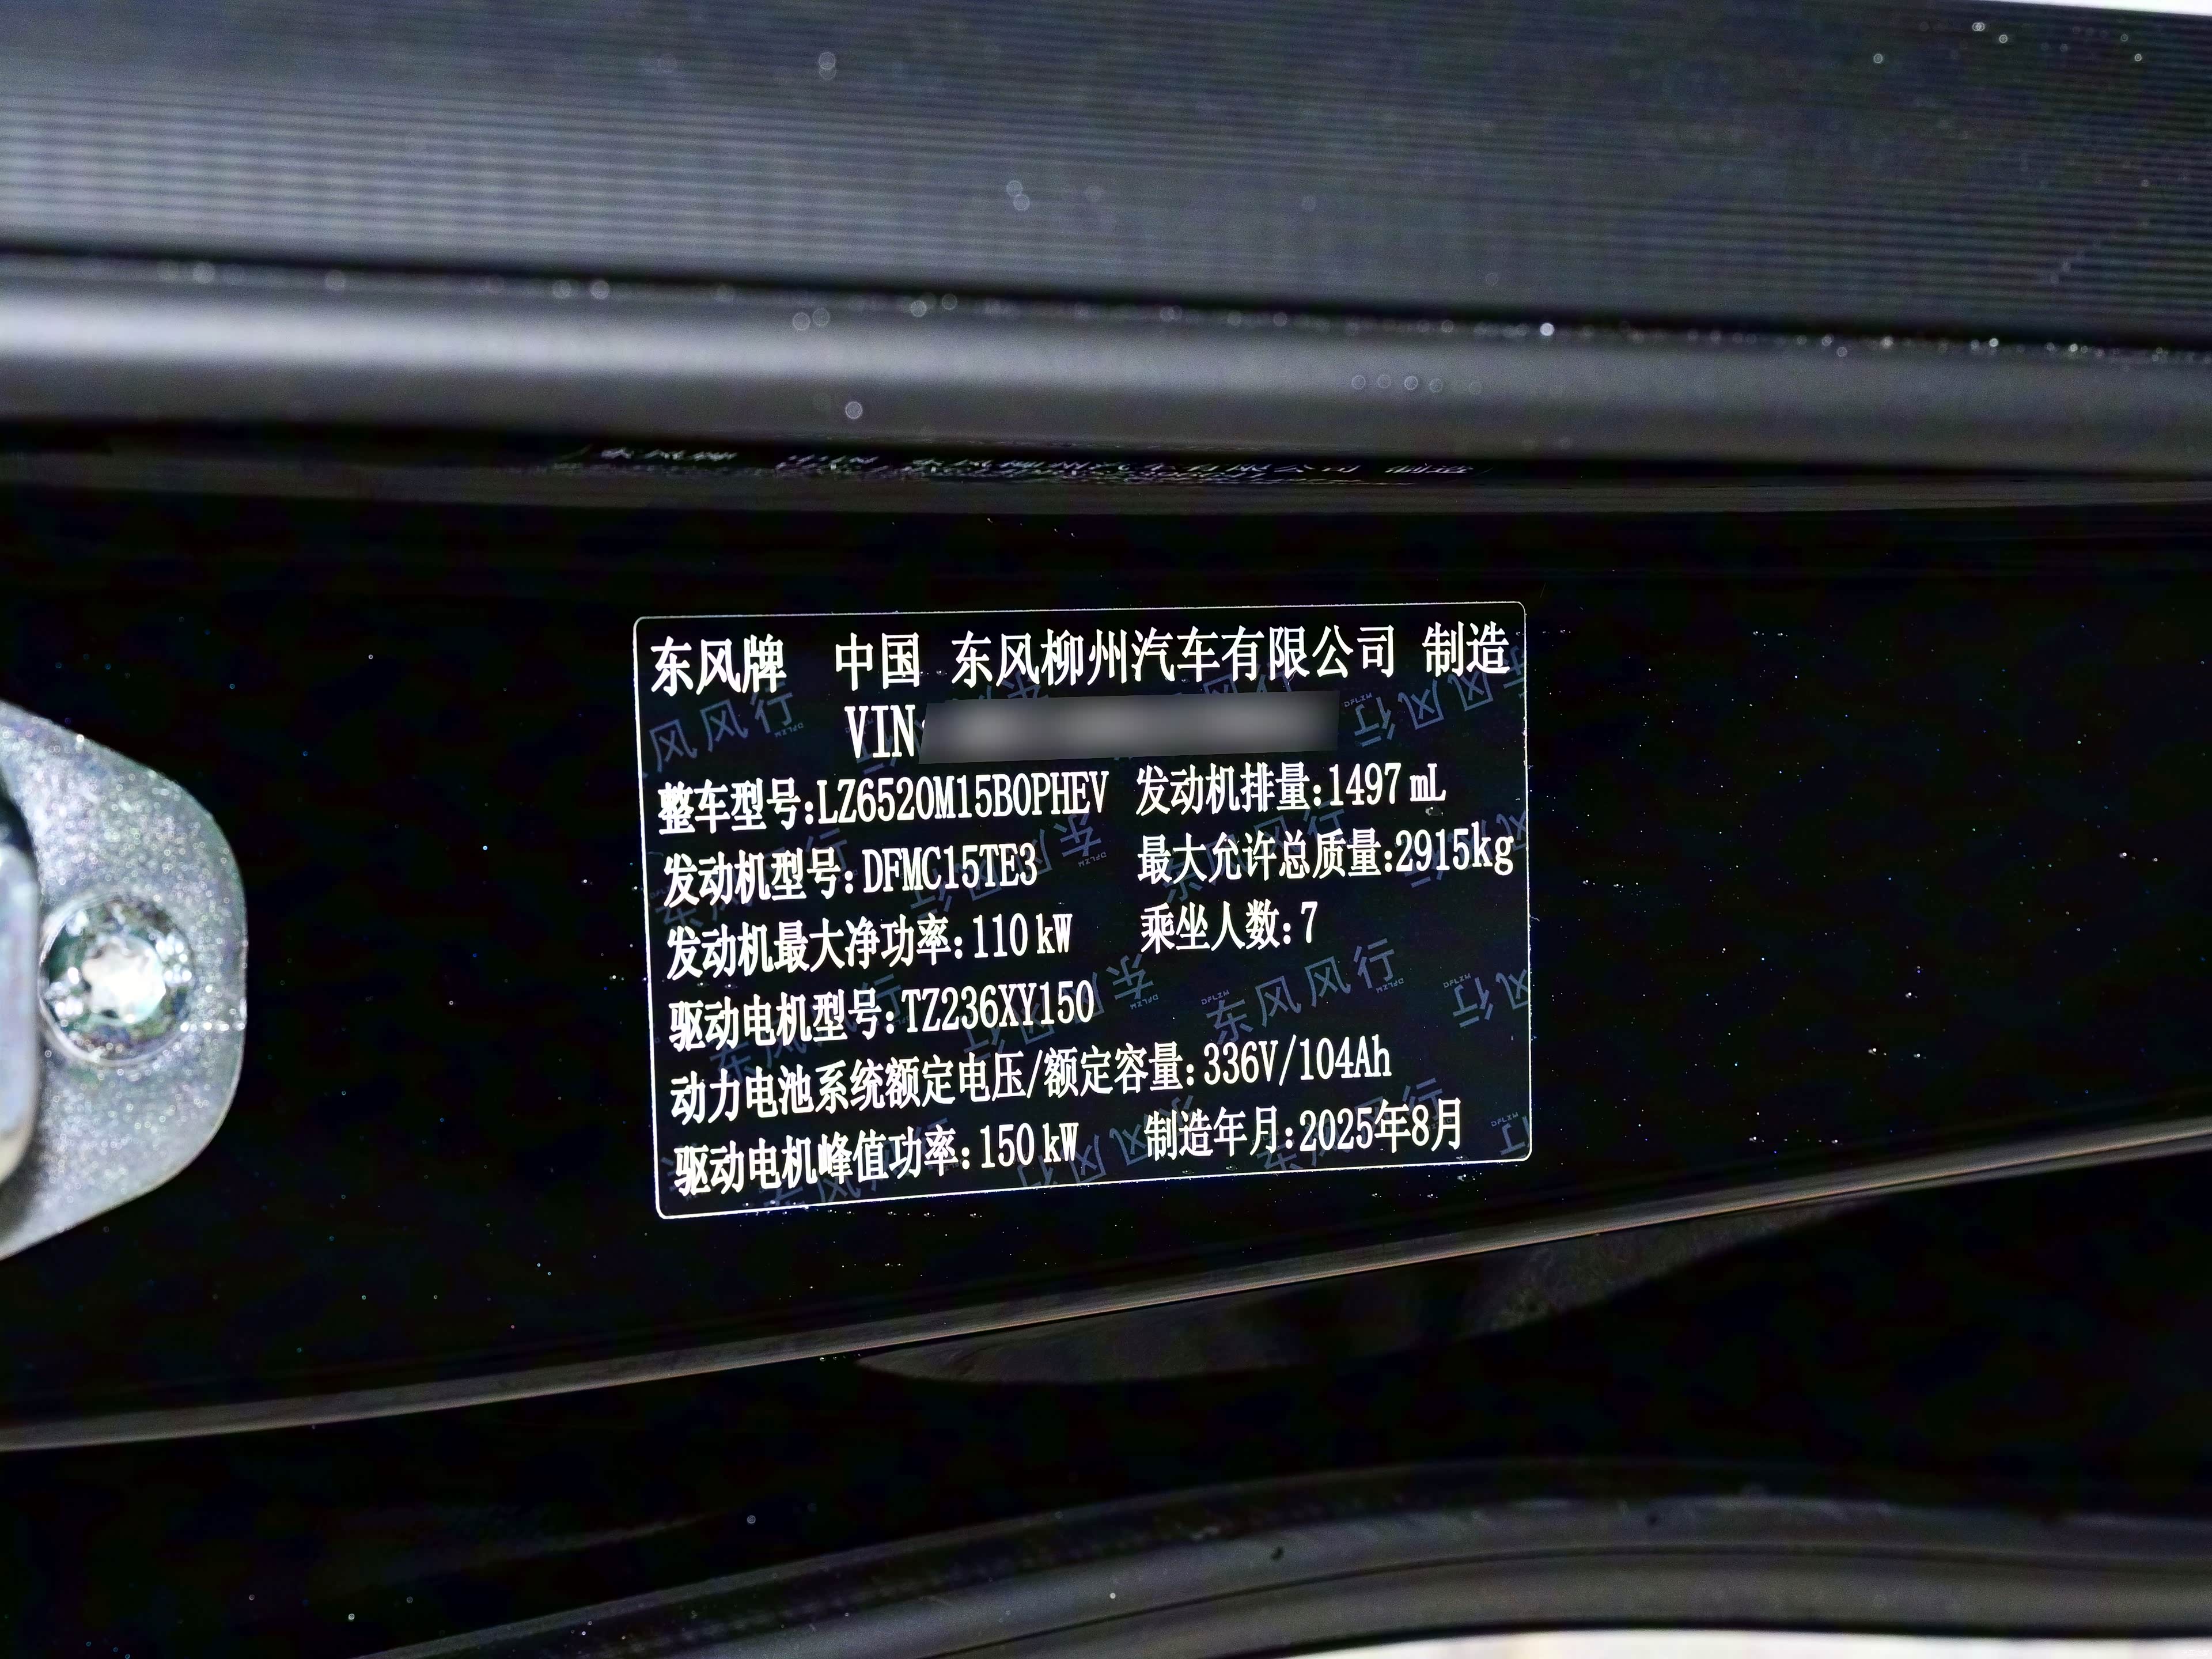 东风牌 中国 东风柳州汽车有限公司 制造
VIN
整车型号:LZ6520M15B0PHEV 发动机排量:1497 mL
发动机型号:DFMC15TE3 最大允许总质量:2915kg
发动机最大净功率:110 kW 乘坐人数:7
驱动电机型号:TZ236XY150
动力电池系统额定电压/额定容量:336V/104Ah
驱动电机峰值功率:150 kW 制造年月:2025年8月
东风风行
DFLZM